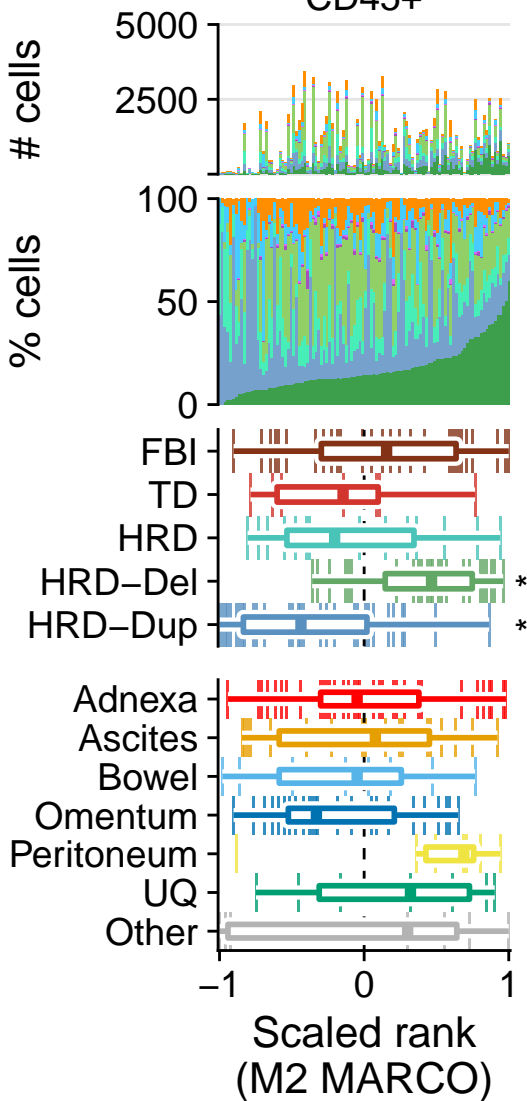 CD45+
5000
2500
# cells
100
50
0
% cells
FBI
TD
HRD
HRD−Del *
HRD−Dup *
Adnexa
Ascites
Bowel
Omentum
Peritoneum
UQ
Other
−1 0 1
Scaled rank
(M2 MARCO)